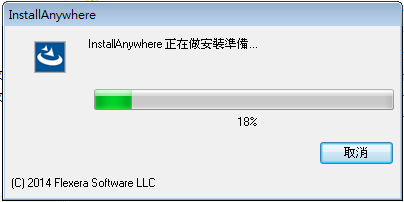 InstallAnywhere
InstallAnywhere 正在做安裝準備...
18%
取消
(C) 2014 Flexera Software LLC